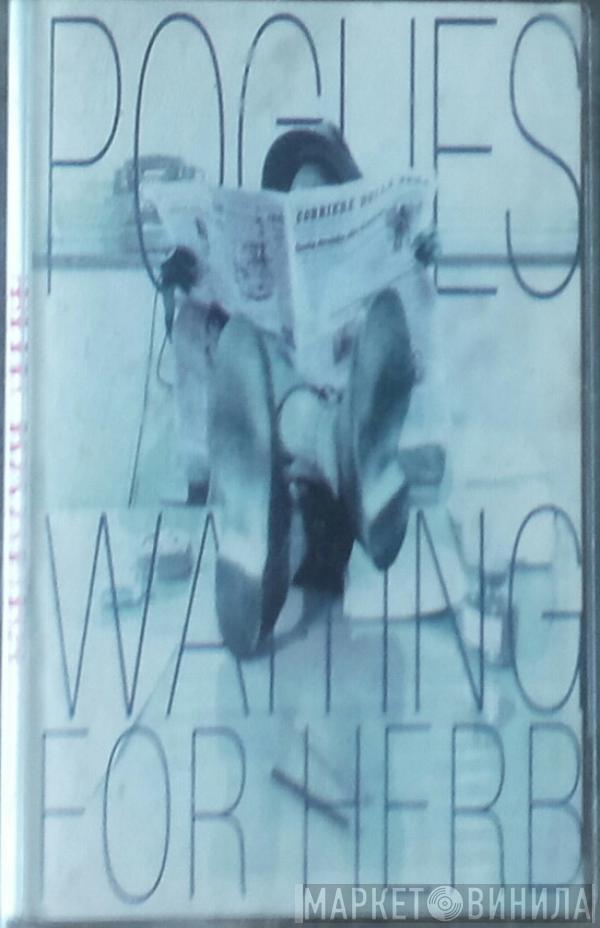 POGUES
CORRIERE DELLA SERA
WAITING
FOR HERB
МАРКЕТ ВИНИЛА